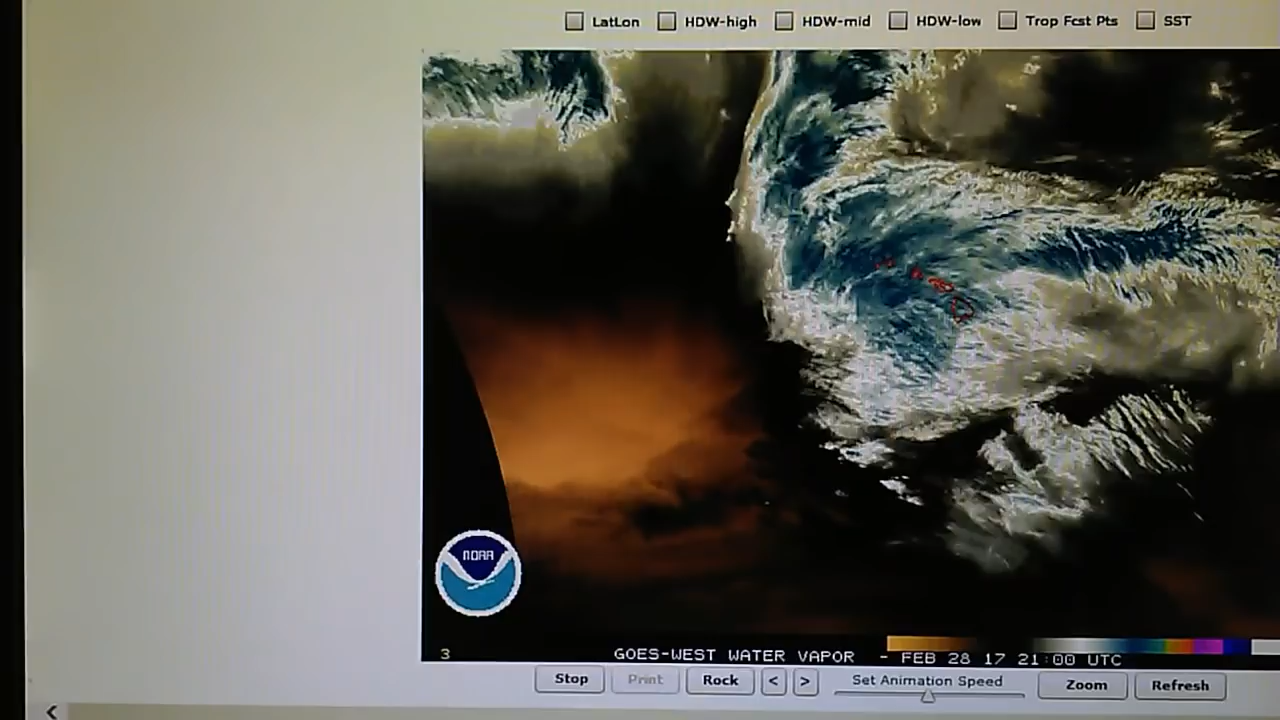 LatLon HDW-high HDW-mid HDW-low Trop Fcst Pts SST
NOAA
3 GOES-WEST WATER VAPOR - FEB 28 17 21:00 UTC
Stop Print Rock < > Set Animation Speed Zoom Refresh
<